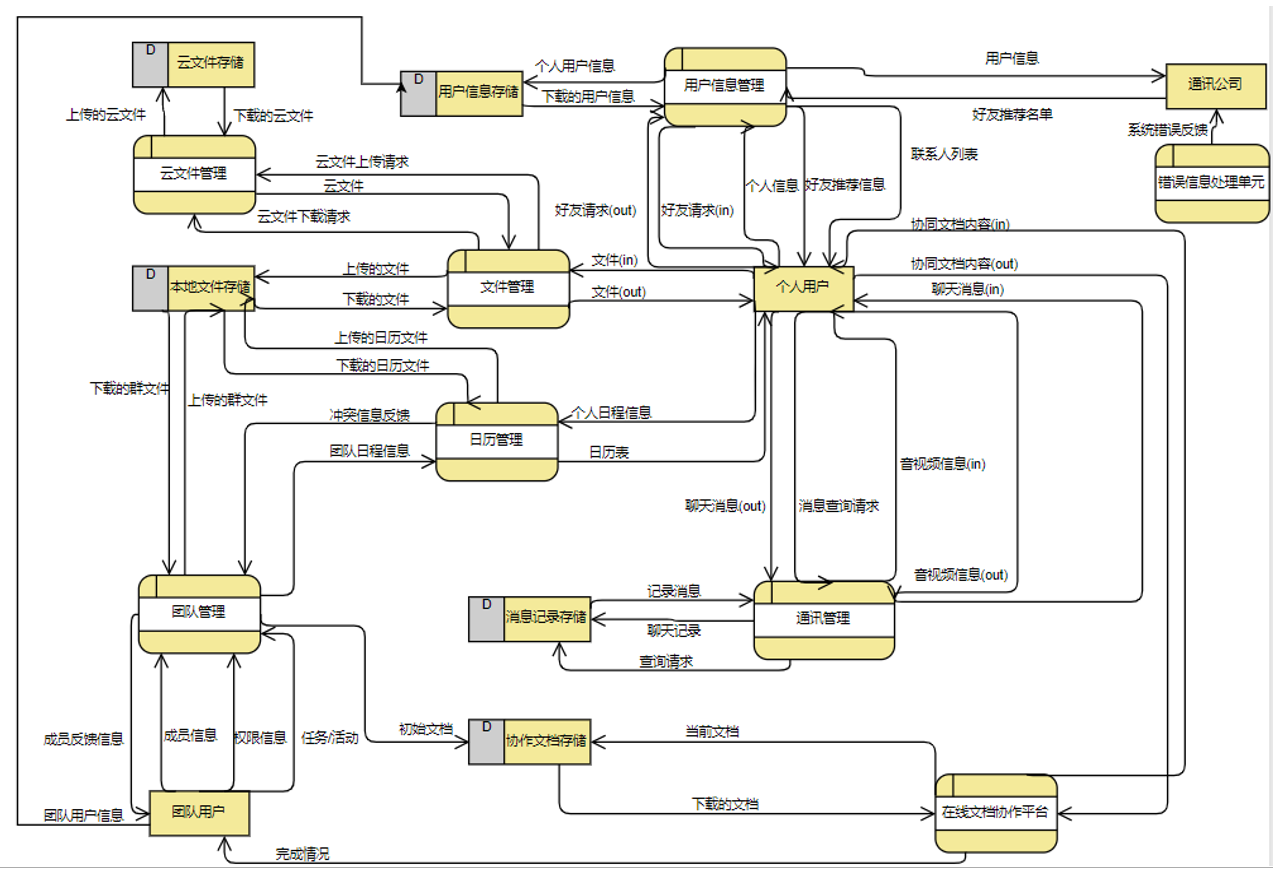 D
云文件存储
D
用户信息存储
个人用户信息
下载的用户信息
用户信息管理
用户信息
通讯公司
好友推荐名单
系统错误反馈
错误信息处理单元
上传的云文件
下载的云文件
云文件管理
云文件上传请求
云文件
云文件下载请求
好友请求(out)
好友请求(in)
个人信息
好友推荐信息
联系人列表
协同文档内容(in)
协同文档内容(out)
聊天消息(in)
D
本地文件存储
上传的文件
下载的文件
文件管理
文件(in)
文件(out)
个人用户
上传的日历文件
下载的日历文件
下载的群文件
上传的群文件
冲突信息反馈
团队日程信息
日历管理
个人日程信息
日历表
聊天消息(out)
消息查询请求
音视频信息(in)
音视频信息(out)
团队管理
D
消息记录存储
记录消息
聊天记录
查询请求
通讯管理
成员反馈信息
成员信息
权限信息
任务/活动
初始文档
D
协作文档存储
当前文档
下载的文档
在线文档协作平台
团队用户信息
团队用户
完成情况